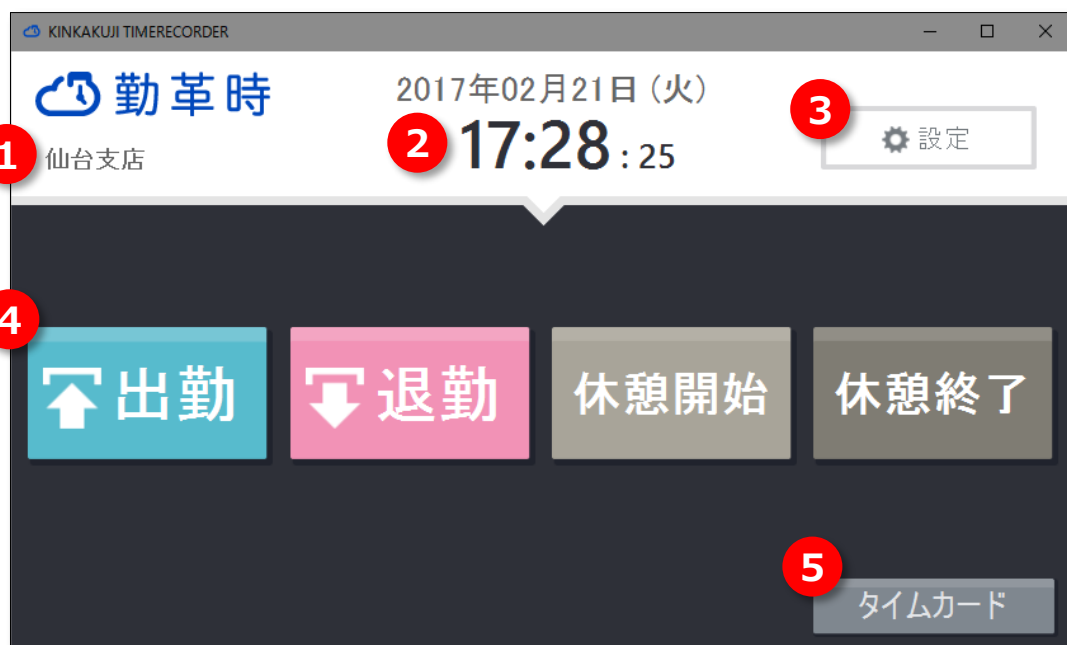 KINKAKUJI TIMERECORDER
勤革時
2017年02月21日（火）
3
設定
1
仙台支店
2
17:28:25
4
出勤
退勤
休憩開始
休憩終了
5
タイムカード